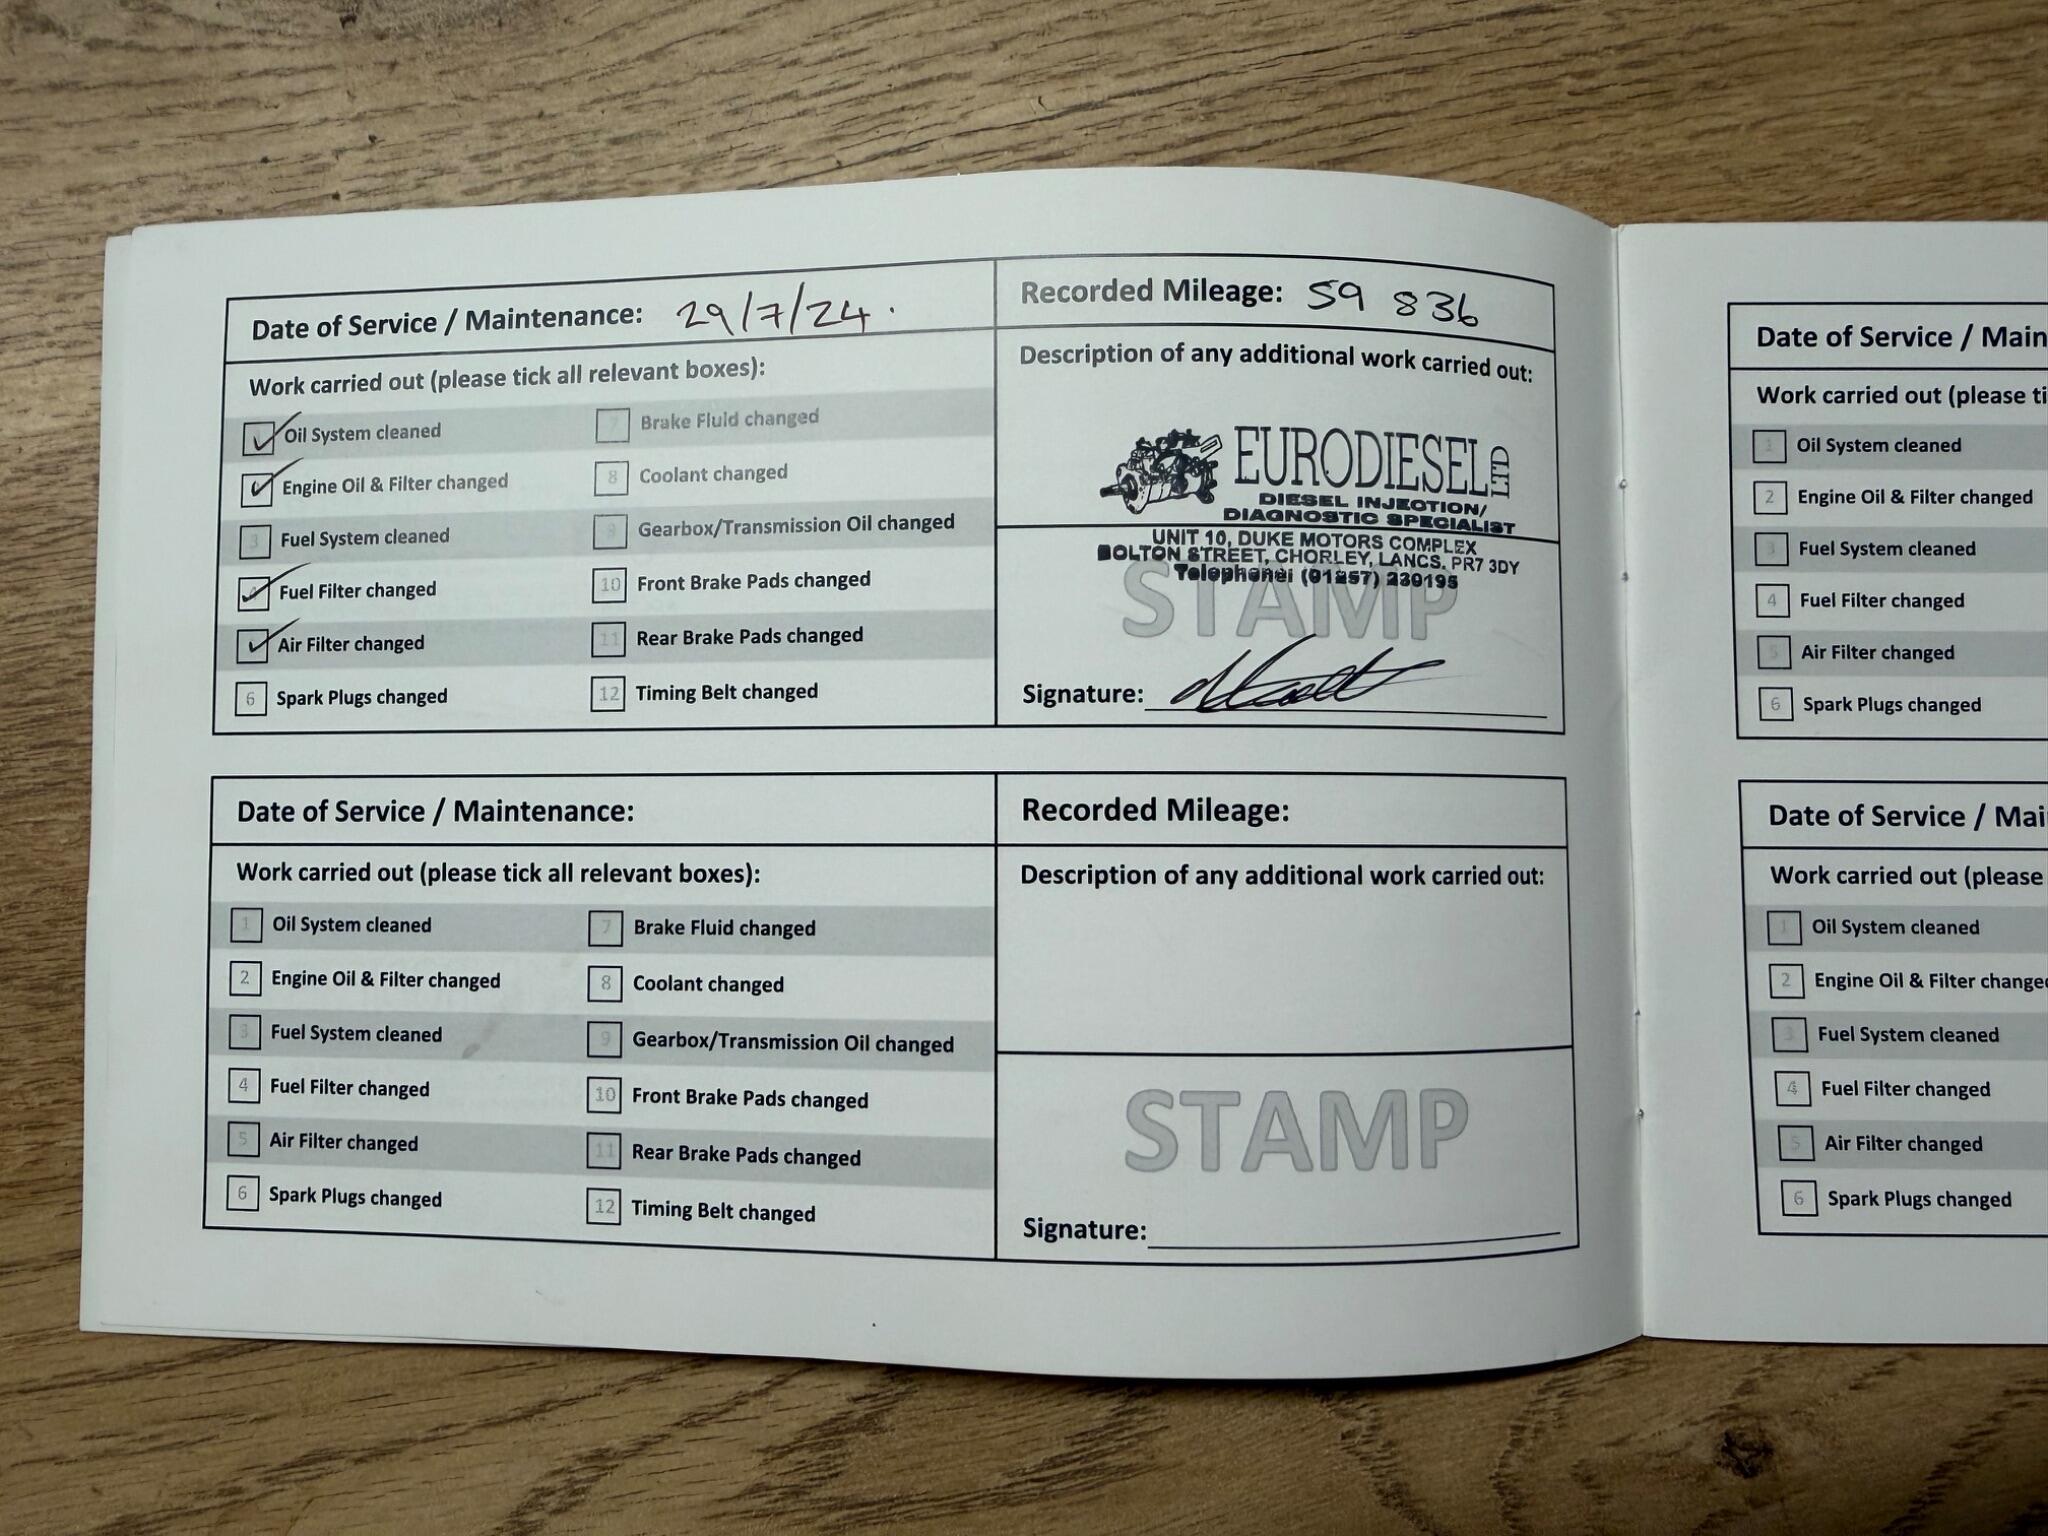 Date of Service / Maintenance: 29/7/24.
Recorded Mileage: 59 836
Work carried out (please tick all relevant boxes):
Oil System cleaned
7 Brake Fluid changed
Engine Oil & Filter changed
8 Coolant changed
3 Fuel System cleaned
9 Gearbox/Transmission Oil changed
Fuel Filter changed
10 Front Brake Pads changed
Air Filter changed
11 Rear Brake Pads changed
6 Spark Plugs changed
12 Timing Belt changed
Description of any additional work carried out:
EURODIESEL LTD
DIESEL INJECTION/
DIAGNOSTIC SPECIALIST
UNIT 10, DUKE MOTORS COMPLEX
BOLTON STREET, CHORLEY, LANCS. PR7 3DY
Telephone: (01257) 230195
STAMP
Signature:
Date of Service / Maintenance:
Recorded Mileage:
Work carried out (please tick all relevant boxes):
1 Oil System cleaned
7 Brake Fluid changed
2 Engine Oil & Filter changed
8 Coolant changed
3 Fuel System cleaned
9 Gearbox/Transmission Oil changed
4 Fuel Filter changed
10 Front Brake Pads changed
5 Air Filter changed
11 Rear Brake Pads changed
6 Spark Plugs changed
12 Timing Belt changed
Description of any additional work carried out:
STAMP
Signature:
Date of Service / Main
Work carried out (please ti
1 Oil System cleaned
2 Engine Oil & Filter changed
3 Fuel System cleaned
4 Fuel Filter changed
5 Air Filter changed
6 Spark Plugs changed
Date of Service / Mai
Work carried out (please
1 Oil System cleaned
2 Engine Oil & Filter change
3 Fuel System cleaned
4 Fuel Filter changed
5 Air Filter changed
6 Spark Plugs changed